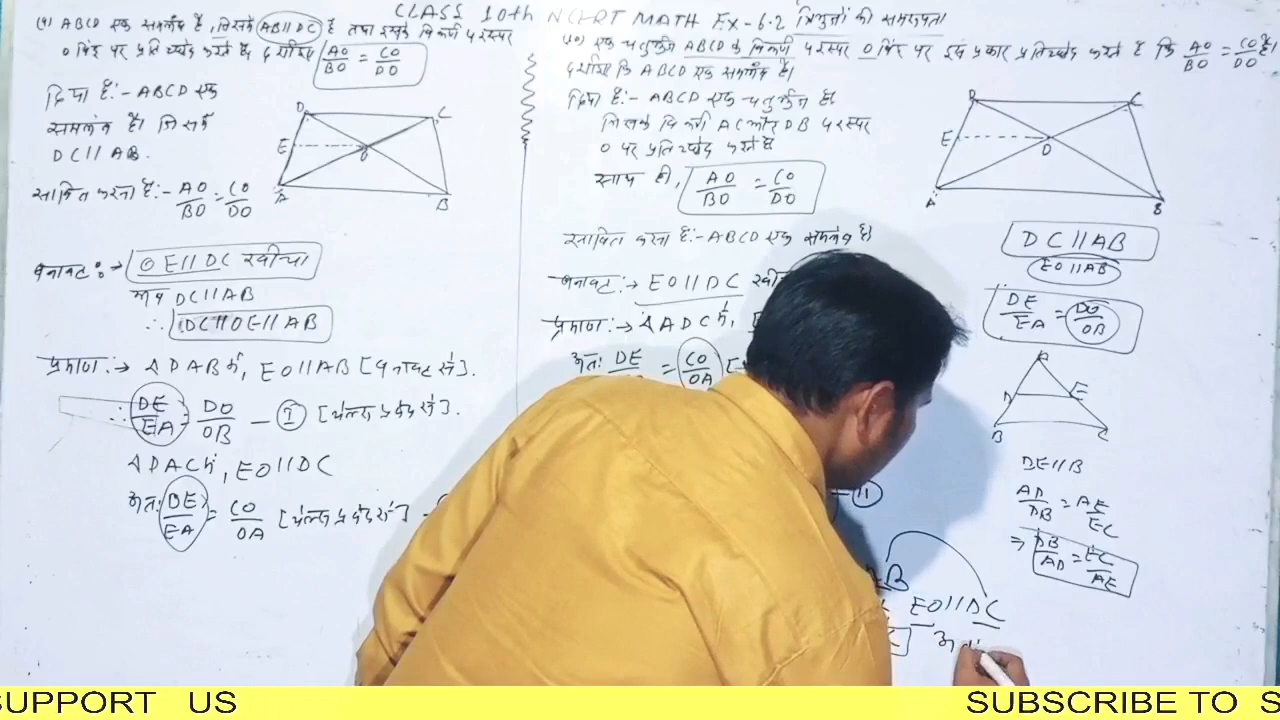 CLASS 10th NCERT MATH EX-6.2 त्रिभुजों की समरूपता
(9) ABCD एक समलंब है, जिसमें AB||DC है तथा इसके विकर्ण परस्पर
O बिंदु पर प्रतिच्छेद करते हैं दर्शाइए AO/BO = CO/DO
दिया है:- ABCD एक
समलंब है। जिसमें
DC||AB.
साबित करना है:- AO/BO = CO/DO
D C
E O
A B
बनावट:→ OE||DC खींचा
DC||AB
∴ DC||OE||AB
प्रमाण:→ ΔDAB में, EO||AB [बनावट से].
∴ DE/EA = DO/OB — I [थेल्स प्रमेय से].
ΔDAC में, EO||DC
अतः DE/EA = CO/OA [थेल्स प्रमेय से] -
(10) एक चतुर्भुज ABCD के विकर्ण परस्पर O बिंदु पर इस प्रकार प्रतिच्छेद करते हैं कि AO/BO = CO/DO है।
दर्शाइए कि ABCD एक समलंब है।
दिया है:- ABCD एक चतुर्भुज है।
जिसके विकर्ण AC और DB परस्पर
O पर प्रतिच्छेद करते हैं
साथ ही, AO/BO = CO/DO
साबित करना है:- ABCD एक समलंब है।
बनावट:→ EO||DC
प्रमाण:→ ΔADC में,
अतः DE = CO/OA
II
AB
EO||DC
D C
E O
A B
DC||AB
EO||AB
DE/EA = DO/OB
A
D E
B C
DE||B
AD/DB = AE/EC
⇒ DB/AD = EC/AE
SUPPORT US
SUBSCRIBE TO S